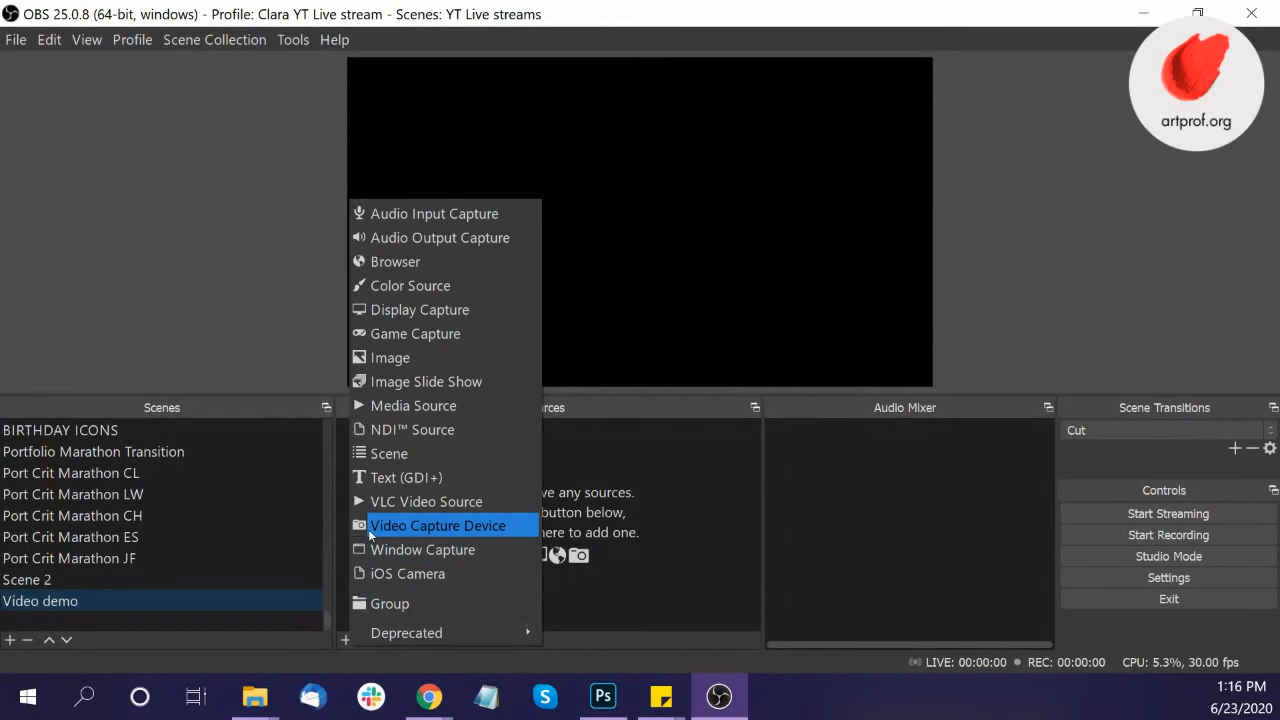 OBS 25.0.8 (64-bit, windows) - Profile: Clara YT Live stream - Scenes: YT Live streams
File Edit View Profile Scene Collection Tools Help
artprof.org
Audio Input Capture
Audio Output Capture
Browser
Color Source
Display Capture
Game Capture
Image
Image Slide Show
Media Source
NDI™ Source
Scene
Text (GDI+)
VLC Video Source
Video Capture Device
Window Capture
iOS Camera
Group
Deprecated
Scenes
BIRTHDAY ICONS
Portfolio Marathon Transition
Port Crit Marathon CL
Port Crit Marathon LW
Port Crit Marathon CH
Port Crit Marathon ES
Port Crit Marathon JF
Scene 2
Video demo
rces
ve any sources.
button below,
here to add one.
Audio Mixer
Scene Transitions
Cut
Controls
Start Streaming
Start Recording
Studio Mode
Settings
Exit
LIVE: 00:00:00 REC: 00:00:00 CPU: 5.3%, 30.00 fps
Ps
1:16 PM
6/23/2020